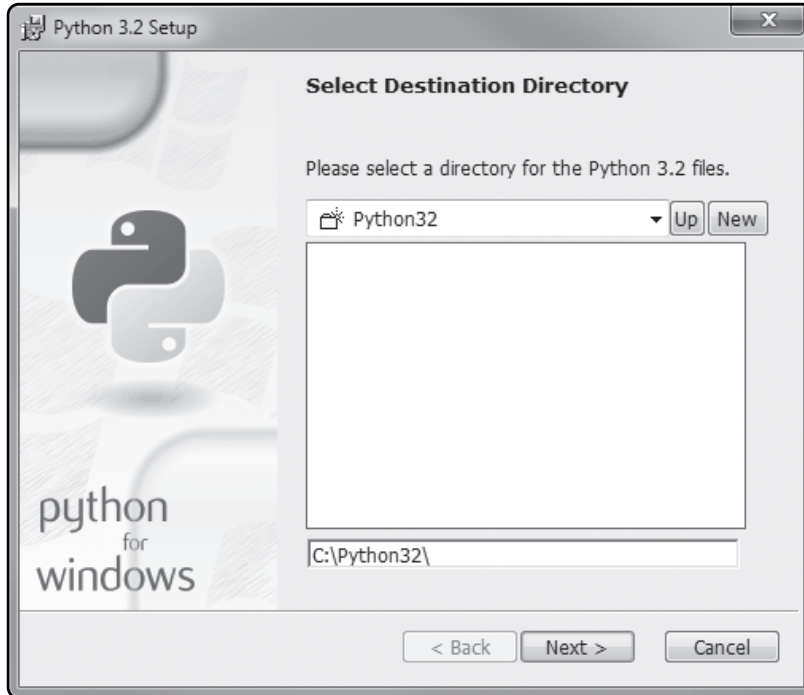 Python 3.2 Setup
Select Destination Directory
Please select a directory for the Python 3.2 files.
Python32
Up
New
C:\Python32\
python
for
windows
< Back
Next >
Cancel